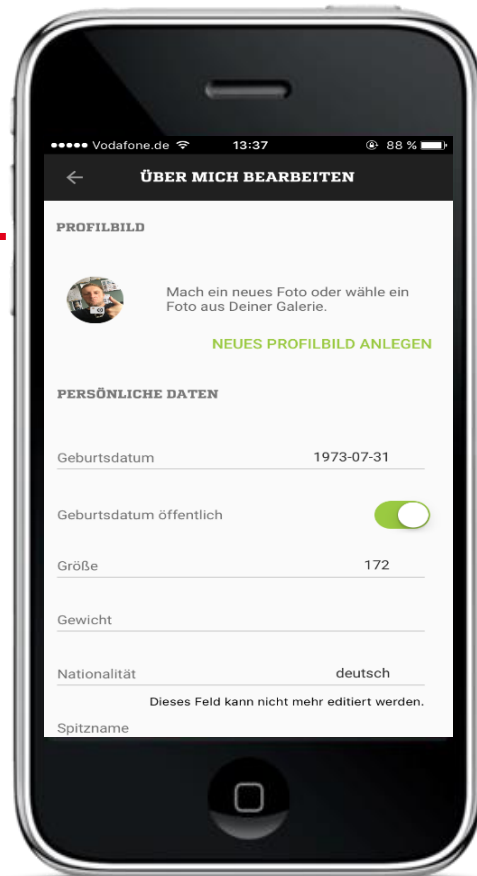 Vodafone.de 13:37 88 %
ÜBER MICH BEARBEITEN
PROFILBILD
Mach ein neues Foto oder wähle ein
Foto aus Deiner Galerie.
NEUES PROFILBILD ANLEGEN
PERSÖNLICHE DATEN
Geburtsdatum 1973-07-31
Geburtsdatum öffentlich
Größe 172
Gewicht
Nationalität deutsch
Dieses Feld kann nicht mehr editiert werden.
Spitzname